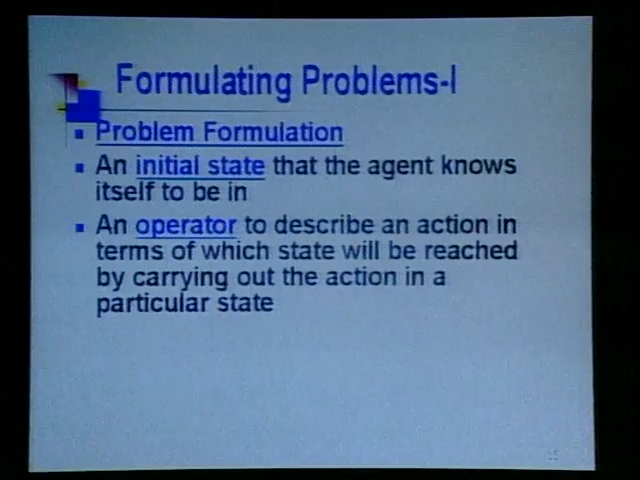 Formulating Problems-I
Problem Formulation
An initial state that the agent knows
itself to be in
An operator to describe an action in
terms of which state will be reached
by carrying out the action in a
particular state